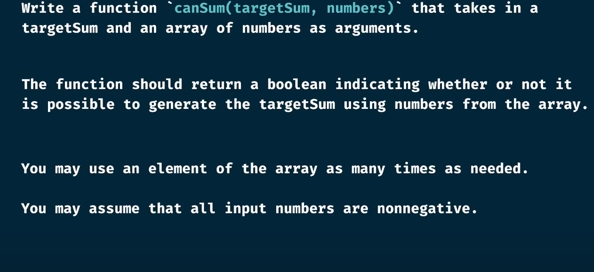 Write a function `canSum(targetSum, numbers)` that takes in a
targetSum and an array of numbers as arguments.
The function should return a boolean indicating whether or not it
is possible to generate the targetSum using numbers from the array.
You may use an element of the array as many times as needed.
You may assume that all input numbers are nonnegative.